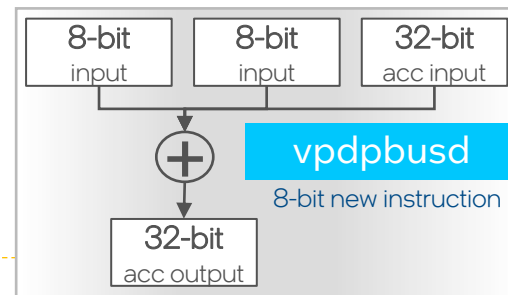 8-bit
input
8-bit
input
32-bit
acc input
+
vpdpbusd
8-bit new instruction
32-bit
acc output